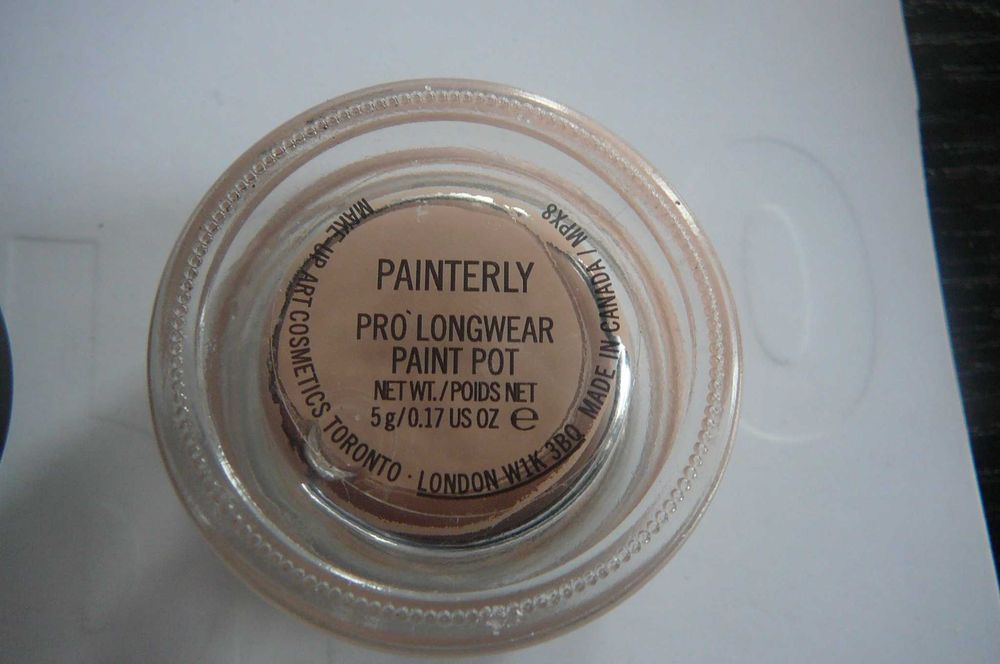 PAINTERLY
PRO LONGWEAR
PAINT POT
NET WT./POIDS NET
5 g/0.17 US OZ ℮
MAKE-UP ART COSMETICS TORONTO · LONDON W1K 3BQ MADE IN CANADA / MPX8